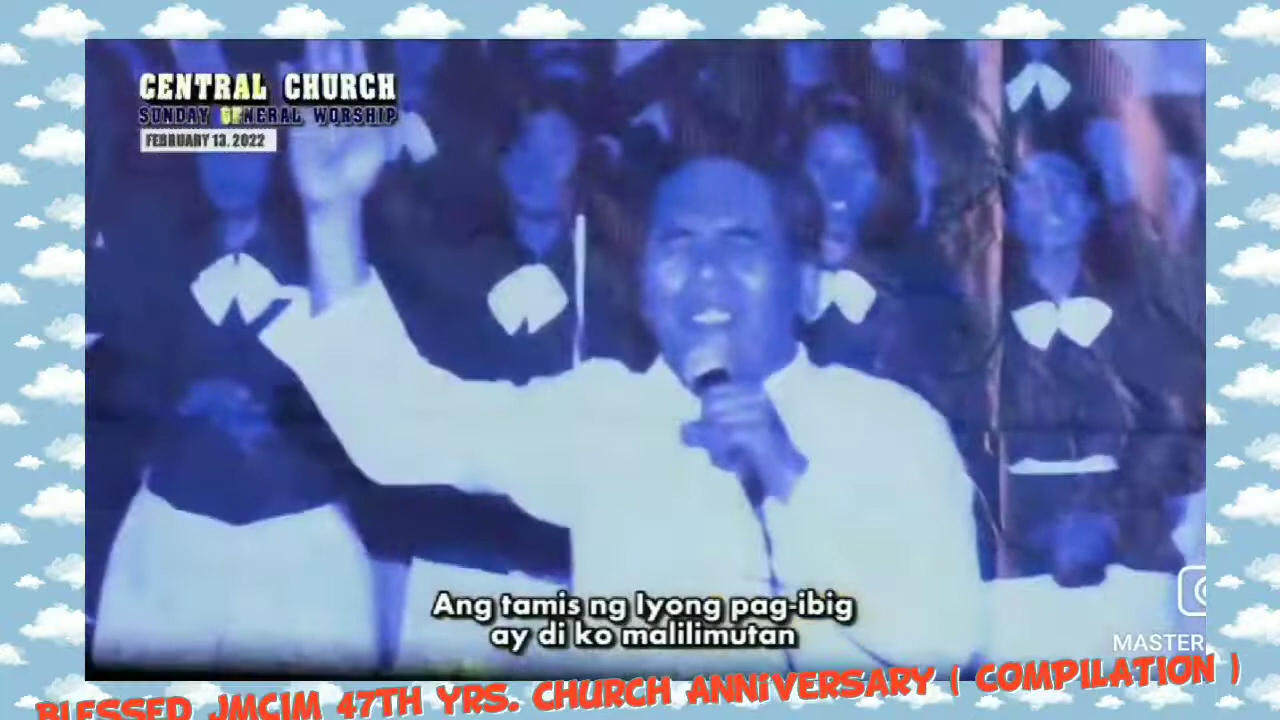 CENTRAL CHURCH
SUNDAY GENERAL WORSHIP
FEBRUARY 13, 2022
Ang tamis ng Iyong pag-ibig
ay di ko malilimutan
MASTER
BLESSED JMCIM 47TH YRS. CHURCH ANNIVERSARY ( COMPILATION )